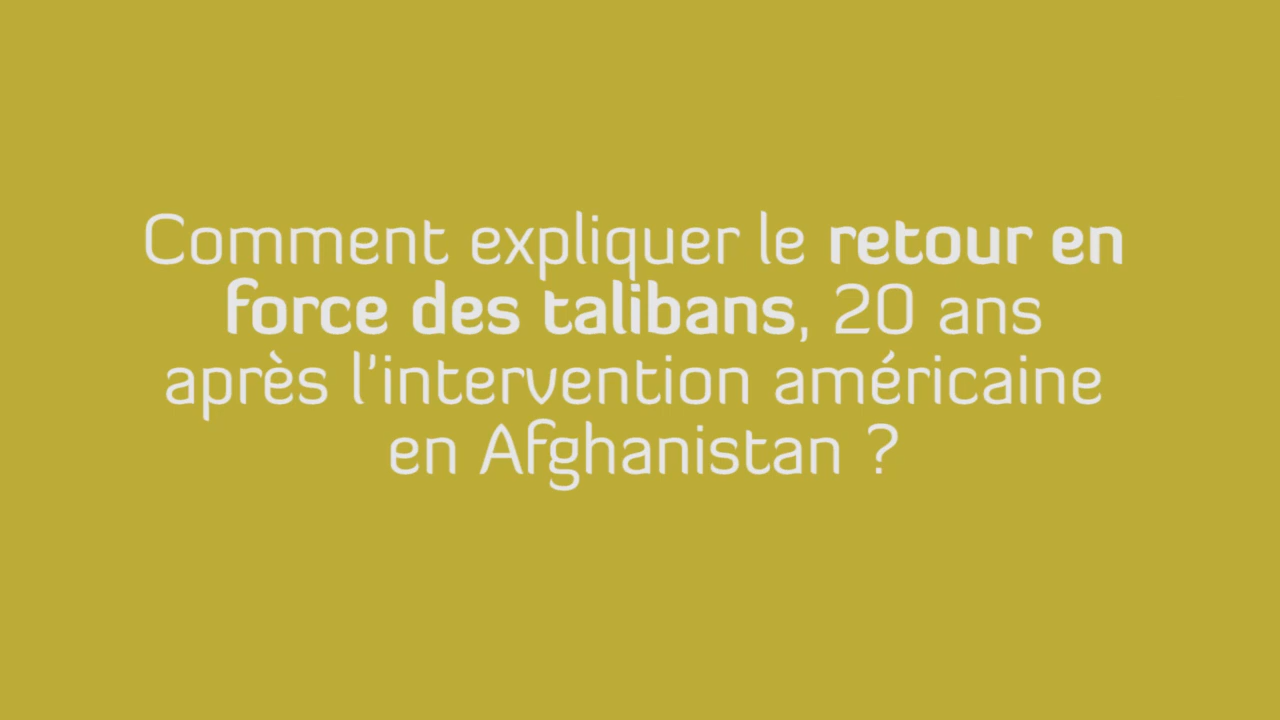 Comment expliquer le retour en
force des talibans, 20 ans
après l'intervention américaine
en Afghanistan ?